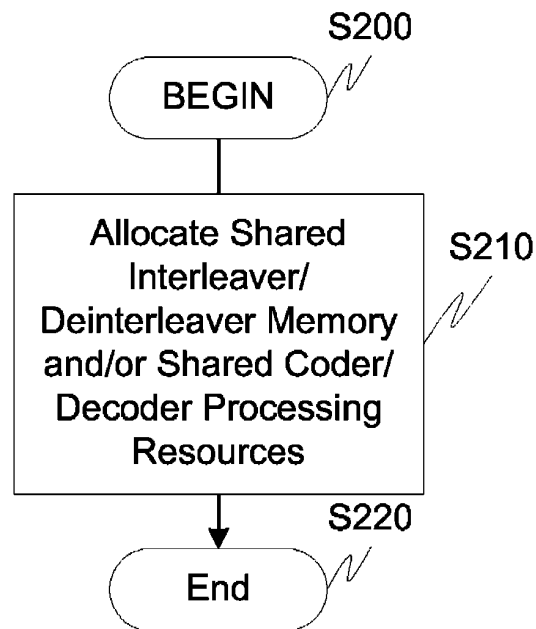 S200
BEGIN
Allocate Shared
Interleaver/
S210
Deinterleaver Memory
and/or Shared Coder/
Decoder Processing
Resources
S220
End